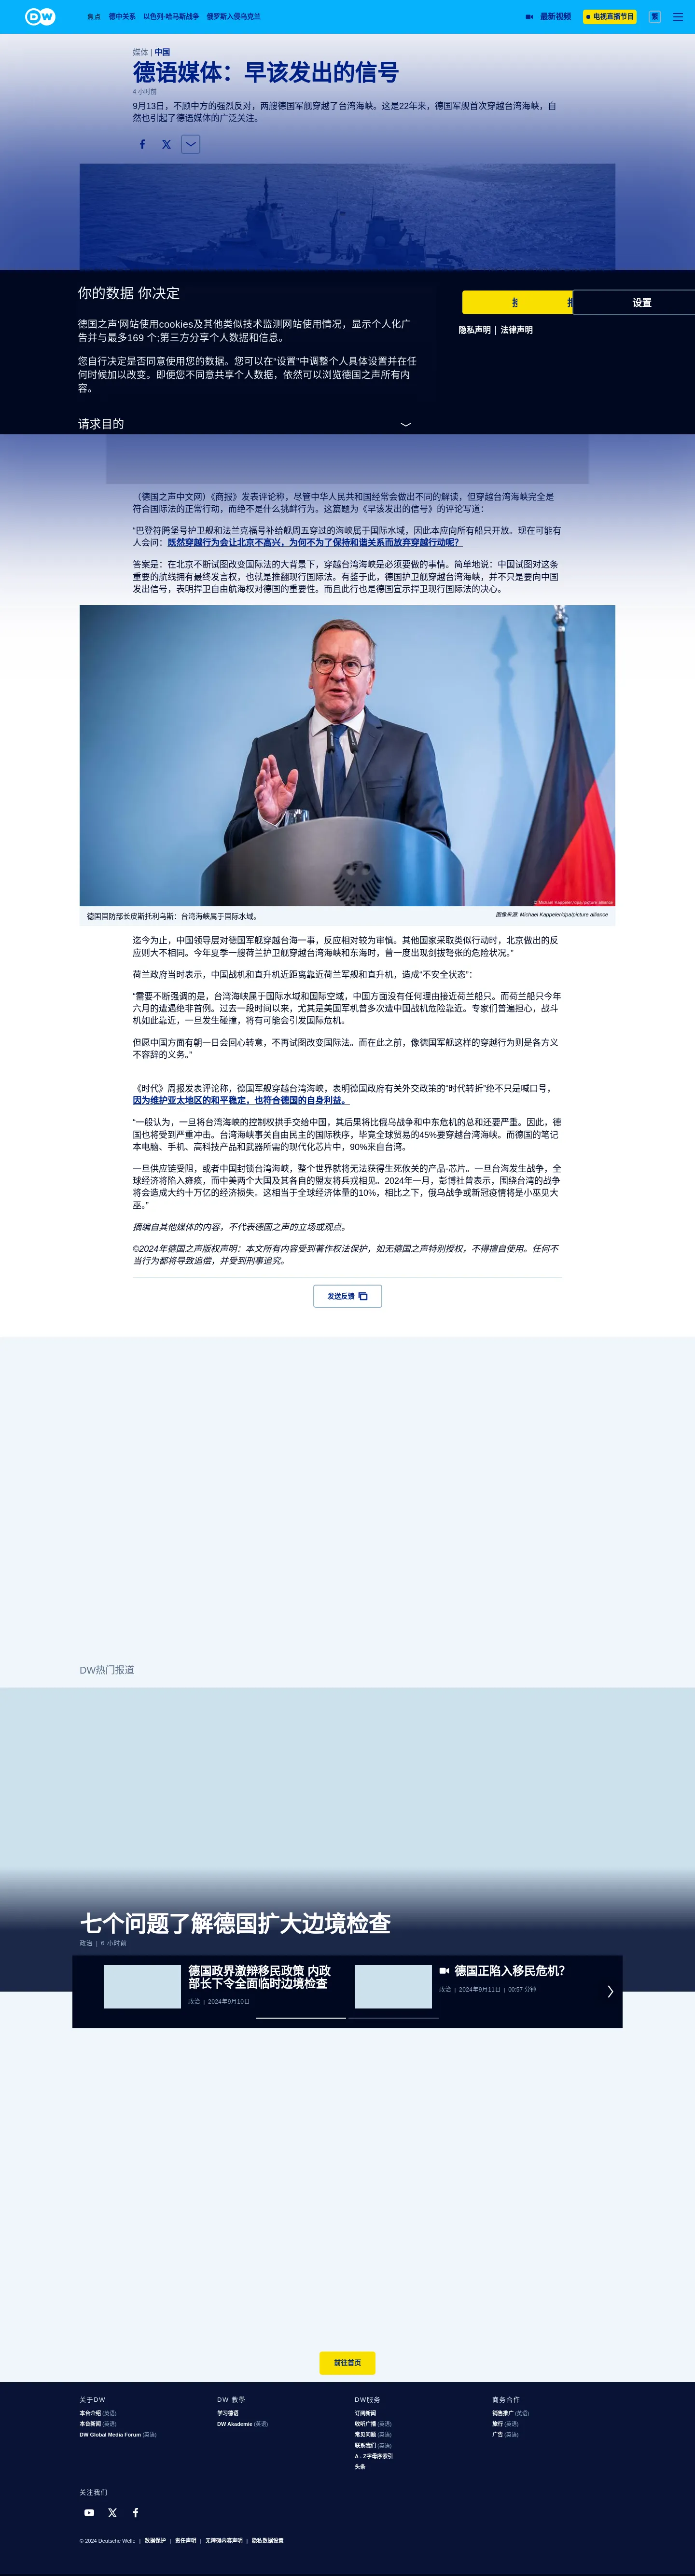 DW
焦点 德中关系 以色列-哈马斯战争 俄罗斯入侵乌克兰 最新视频 电视直播节目 繁
媒体 | 中国
德语媒体：早该发出的信号
4 小时前
9月13日，不顾中方的强烈反对，两艘德国军舰穿越了台湾海峡。这是22年来，德国军舰首次穿越台湾海峡，自
然也引起了德语媒体的广泛关注。
你的数据 你决定
德国之声'网站使用cookies及其他类似技术监测网站使用情况，显示个人化广
告并与最多169 个;第三方分享个人数据和信息。
您自行决定是否同意使用您的数据。您可以在“设置”中调整个人具体设置并在任
何时候加以改变。即便您不同意共享个人数据，依然可以浏览德国之声所有内
容。
请求目的
设置
隐私声明 | 法律声明
（德国之声中文网）《商报》发表评论称，尽管中华人民共和国经常会做出不同的解读，但穿越台湾海峡完全是
符合国际法的正常行动，而绝不是什么挑衅行为。这篇题为《早该发出的信号》的评论写道：
“巴登符腾堡号护卫舰和法兰克福号补给舰周五穿过的海峡属于国际水域，因此本应向所有船只开放。现在可能有
人会问：既然穿越行为会让北京不高兴，为何不为了保持和谐关系而放弃穿越行动呢？
答案是：在北京不断试图改变国际法的大背景下，穿越台湾海峡是必须要做的事情。简单地说：中国试图对这条
重要的航线拥有最终发言权，也就是推翻现行国际法。有鉴于此，德国护卫舰穿越台湾海峡，并不只是要向中国
发出信号，表明捍卫自由航海权对德国的重要性。而且此行也是德国宣示捍卫现行国际法的决心。
© Michael Kappeler/dpa/picture alliance
德国国防部长皮斯托利乌斯：台湾海峡属于国际水域。
图像来源: Michael Kappeler/dpa/picture alliance
迄今为止，中国领导层对德国军舰穿越台海一事，反应相对较为审慎。其他国家采取类似行动时，北京做出的反
应则大不相同。今年夏季一艘荷兰护卫舰穿越台湾海峡和东海时，曾一度出现剑拔弩张的危险状况。”
荷兰政府当时表示，中国战机和直升机近距离靠近荷兰军舰和直升机，造成“不安全状态”：
“需要不断强调的是，台湾海峡属于国际水域和国际空域，中国方面没有任何理由接近荷兰船只。而荷兰船只今年
六月的遭遇绝非首例。过去一段时间以来，尤其是美国军机曾多次遭中国战机危险靠近。专家们普遍担心，战斗
机如此靠近，一旦发生碰撞，将有可能会引发国际危机。
但愿中国方面有朝一日会回心转意，不再试图改变国际法。而在此之前，像德国军舰这样的穿越行为则是各方义
不容辞的义务。”
《时代》周报发表评论称，德国军舰穿越台湾海峡，表明德国政府有关外交政策的“时代转折”绝不只是喊口号，
因为维护亚太地区的和平稳定，也符合德国的自身利益。
“一般认为，一旦将台湾海峡的控制权拱手交给中国，其后果将比俄乌战争和中东危机的总和还要严重。因此，德
国也将受到严重冲击。台湾海峡事关自由民主的国际秩序，毕竟全球贸易的45%要穿越台湾海峡。而德国的笔记
本电脑、手机、高科技产品和武器所需的现代化芯片中，90%来自台湾。
一旦供应链受阻，或者中国封锁台湾海峡，整个世界就将无法获得生死攸关的产品-芯片。一旦台海发生战争，全
球经济将陷入瘫痪，而中美两个大国及其各自的盟友将兵戎相见。2024年一月，彭博社曾表示，围绕台湾的战争
将会造成大约十万亿的经济损失。这相当于全球经济体量的10%，相比之下，俄乌战争或新冠疫情将是小巫见大
巫。”
摘编自其他媒体的内容，不代表德国之声的立场或观点。
©2024年德国之声版权声明：本文所有内容受到著作权法保护，如无德国之声特别授权，不得擅自使用。任何不
当行为都将导致追偿，并受到刑事追究。
发送反馈
DW热门报道
七个问题了解德国扩大边境检查
政治 | 6 小时前
德国政界激辩移民政策 内政
部长下令全面临时边境检查
政治 | 2024年9月10日
德国正陷入移民危机？
政治 | 2024年9月11日 | 00:57 分钟
前往首页
关于DW
本台介绍 (英语)
本台新闻 (英语)
DW Global Media Forum (英语)
DW 教學
学习德语
DW Akademie (英语)
DW服务
订阅新闻
收听广播 (英语)
常见问题 (英语)
联系我们 (英语)
A - Z字母序索引
头条
商务合作
销售推广 (英语)
旅行 (英语)
广告 (英语)
关注我们
© 2024 Deutsche Welle | 数据保护 | 责任声明 | 无障碍内容声明 | 隐私数据设置